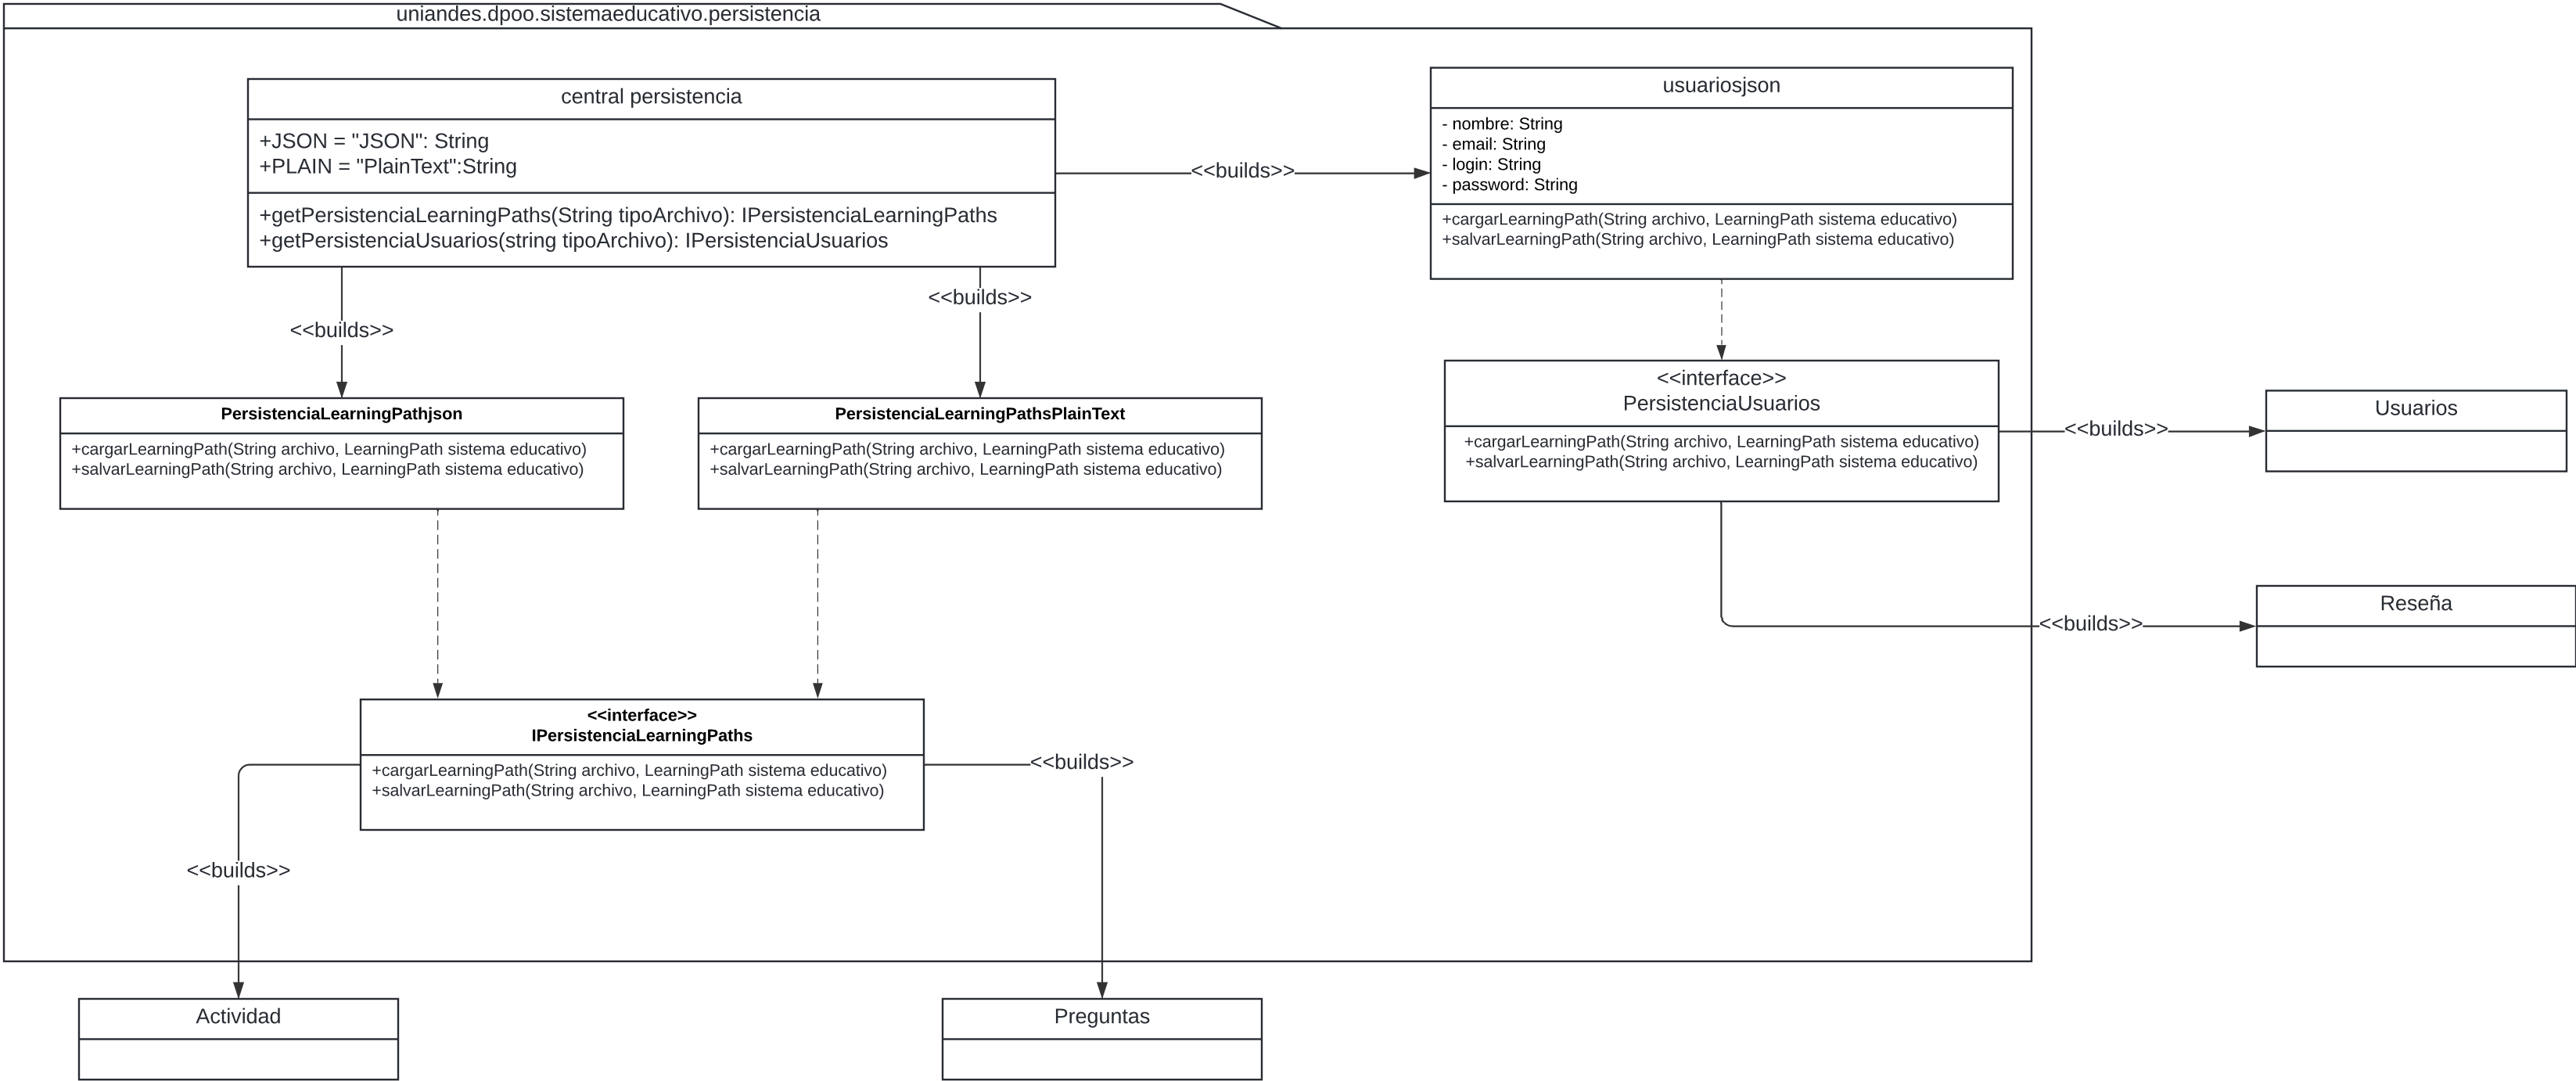 uniandes.dpoo.sistemaeducativo.persistencia
central persistencia
+JSON = "JSON": String
+PLAIN = "PlainText":String
+getPersistenciaLearningPaths(String tipoArchivo): IPersistenciaLearningPaths
+getPersistenciaUsuarios(string tipoArchivo): IPersistenciaUsuarios
<<builds>>
usuariosjson
- nombre: String
- email: String
- login: String
- password: String
+cargarLearningPath(String archivo, LearningPath sistema educativo)
+salvarLearningPath(String archivo, LearningPath sistema educativo)
<<builds>>
<<builds>>
PersistenciaLearningPathjson
+cargarLearningPath(String archivo, LearningPath sistema educativo)
+salvarLearningPath(String archivo, LearningPath sistema educativo)
PersistenciaLearningPathsPlainText
+cargarLearningPath(String archivo, LearningPath sistema educativo)
+salvarLearningPath(String archivo, LearningPath sistema educativo)
<<interface>>
PersistenciaUsuarios
+cargarLearningPath(String archivo, LearningPath sistema educativo)
+salvarLearningPath(String archivo, LearningPath sistema educativo)
<<builds>>
Usuarios
<<builds>>
Reseña
<<interface>>
IPersistenciaLearningPaths
+cargarLearningPath(String archivo, LearningPath sistema educativo)
+salvarLearningPath(String archivo, LearningPath sistema educativo)
<<builds>>
<<builds>>
Actividad
Preguntas